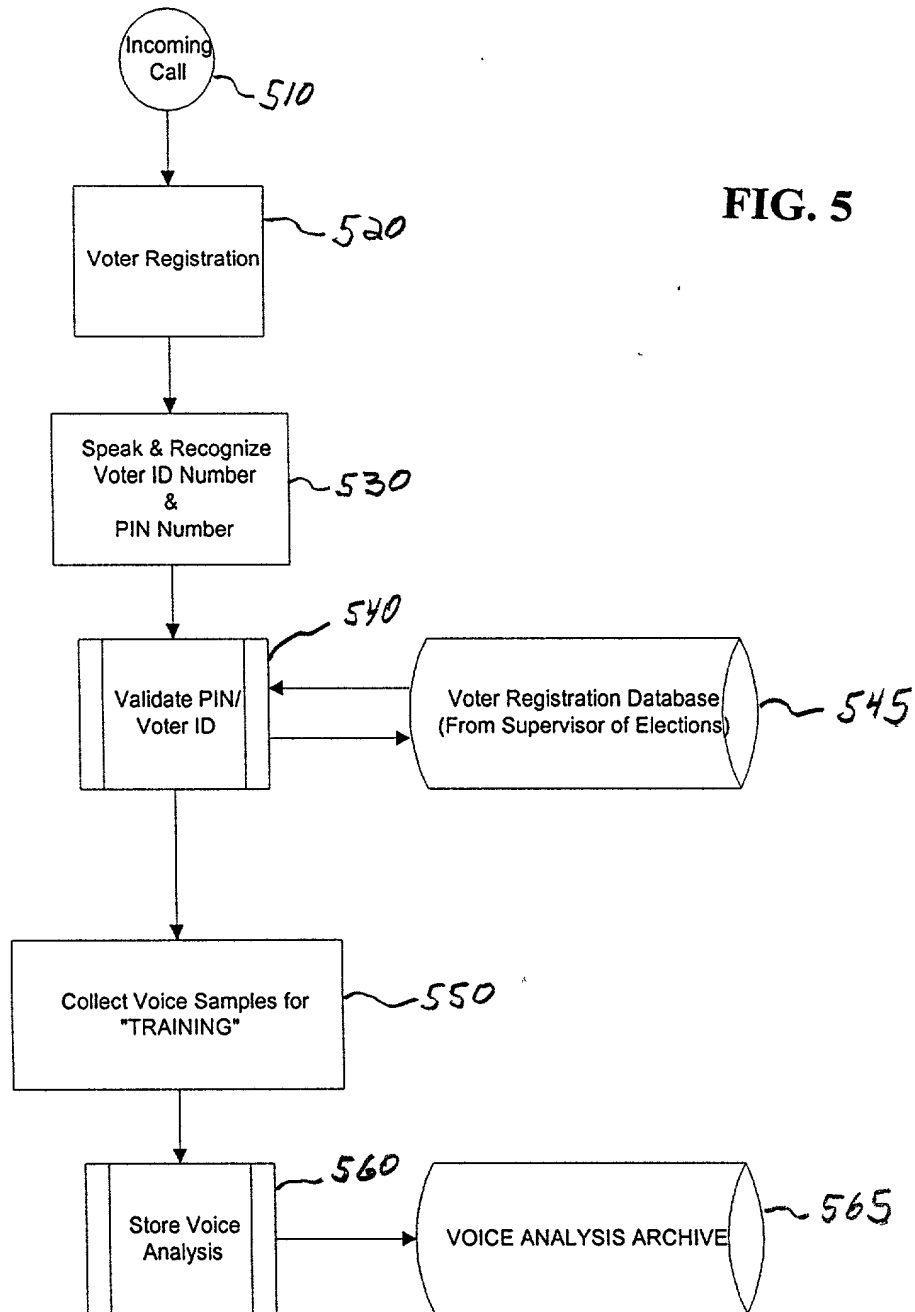 Incoming
Call
510
FIG. 5
520
Voter Registration
Speak & Recognize
Voter ID Number
&
PIN Number
530
540
Validate PIN/
Voter ID
Voter Registration Database
(From Supervisor of Elections)
545
Collect Voice Samples for
"TRAINING"
550
560
Store Voice
Analysis
VOICE ANALYSIS ARCHIVE
565